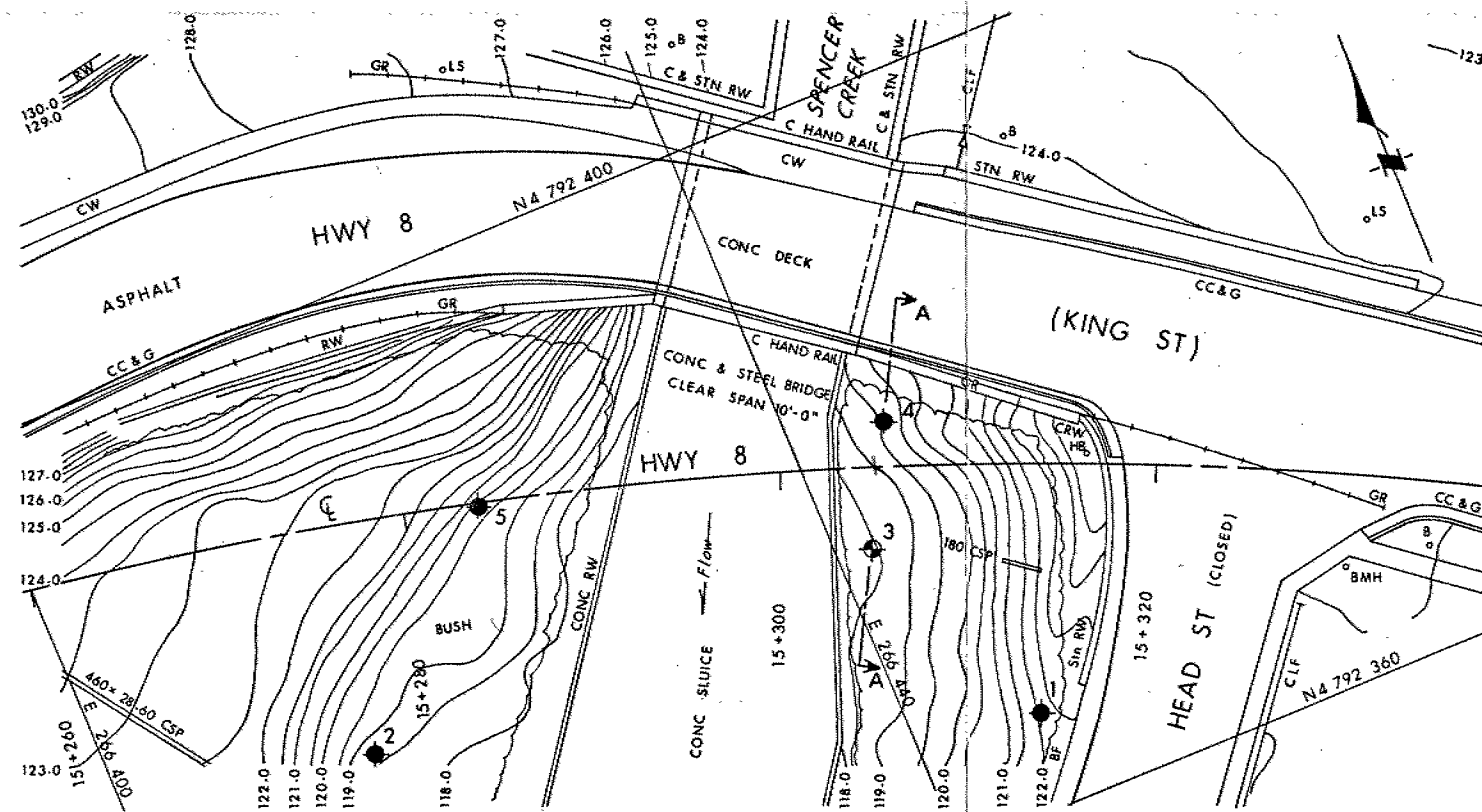 128·0
127·0
126·0
125·0
B
124·0
RW
130·0
129·0
GR
LS
C & STN RW
SPENCER
CREEK
C & STN RW
CLF
123
C HAND RAIL
B
124·0
STN RW
CW
CW
LS
N4 792 400
HWY 8
CONC DECK
ASPHALT
CC & G
GR
A
(KING ST)
RW
CC & G
C HAND RAIL
CONC & STEEL BRIDGE
CLEAR SPAN 10'-0"
GR
4
CRW
HB
HWY 8
127·0
126·0
125·0
CL
5
GR
CC & G
B
3
180 CSP
124·0
Flow
(CLOSED)
BMH
BUSH
CONC RW
15+300
15+320
15+280
E 266 440
Stn RW
HEAD ST
A
N4 792 360
CLF
460× 28·60 CSP
CONC SLUICE
1
2
E 266 400
15+260
123·0
BF
122·0
121·0
120·0
119·0
118·0
118·0
119·0
120·0
121·0
122·0